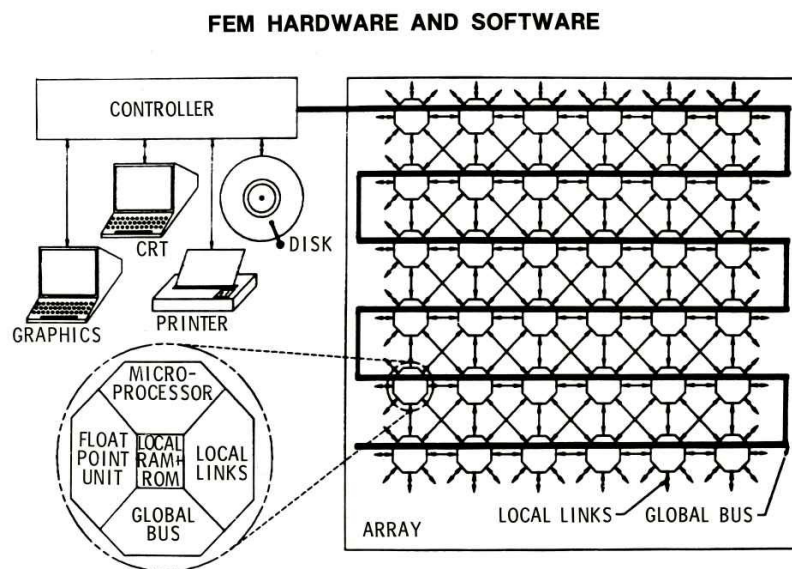 FEM HARDWARE AND SOFTWARE
CONTROLLER
CRT
DISK
GRAPHICS
PRINTER
MICRO-
PROCESSOR
FLOAT
POINT
UNIT
LOCAL
RAM+
ROM
LOCAL
LINKS
GLOBAL
BUS
ARRAY
LOCAL LINKS
GLOBAL BUS